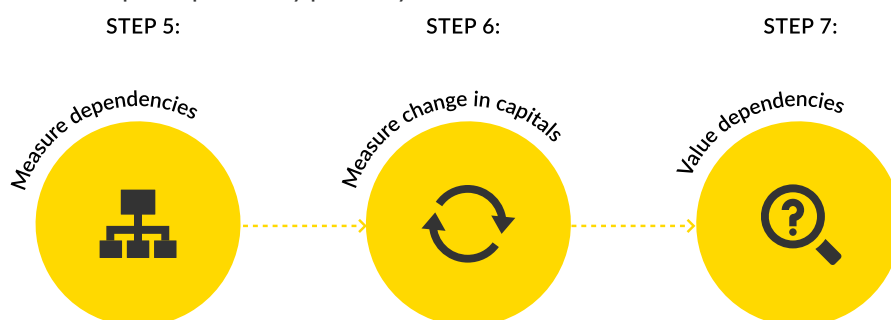 STEP 5:
STEP 6:
STEP 7:
Measure dependencies
Measure change in capitals
Value dependencies
?